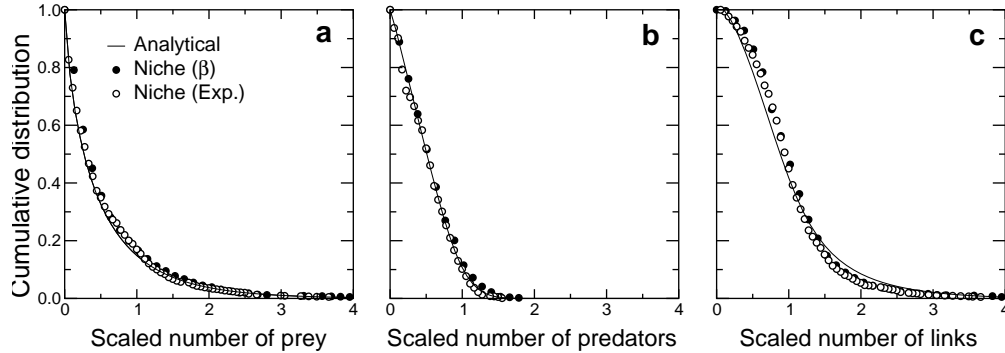 Cumulative distribution
1.0
0.8
0.6
0.4
0.2
0.0
a
Analytical
Niche (β)
Niche (Exp.)
0 1 2 3 4
Scaled number of prey
b
0 1 2 3 4
Scaled number of predators
c
0 1 2 3 4
Scaled number of links